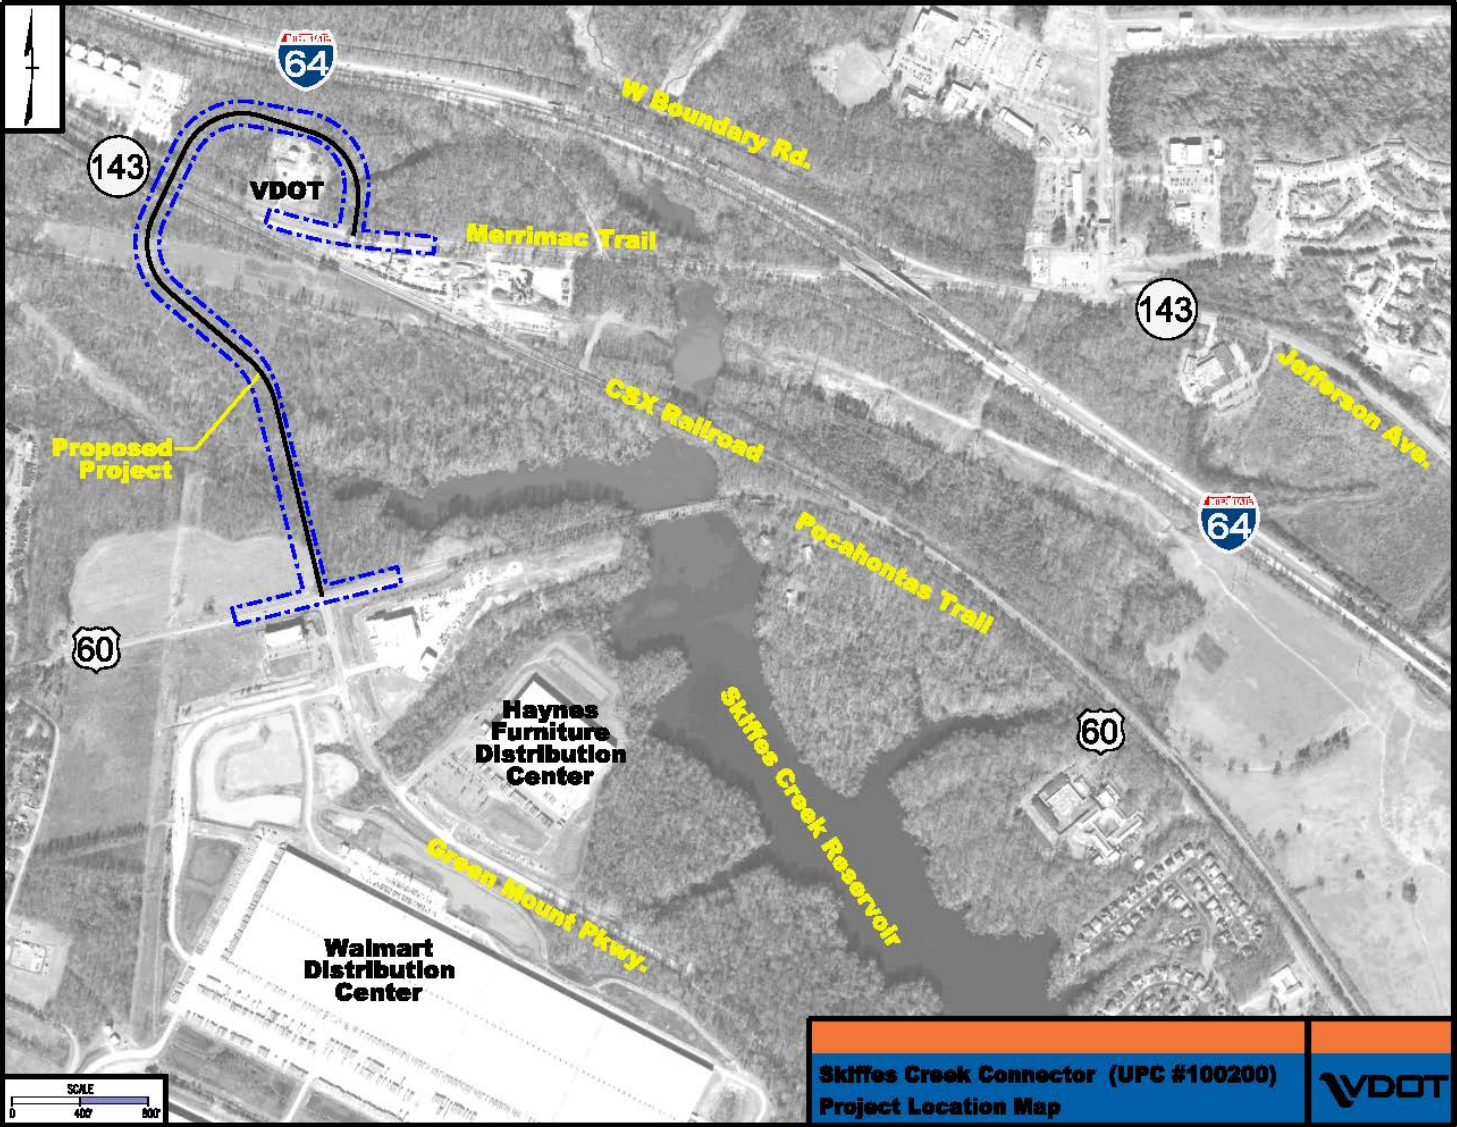 INTERSTATE
64
W Boundary Rd.
143
VDOT
Merrimac Trail
143
Jefferson Ave.
CSX Railroad
Proposed
Project
INTERSTATE
64
Pocahontas Trail
60
Haynes
Furniture
Distribution
Center
Skiffes Creek Reservoir
60
Green Mount Pkwy.
Walmart
Distribution
Center
SCALE
0 400' 800'
Skiffes Creek Connector (UPC #100200)
Project Location Map
VDOT